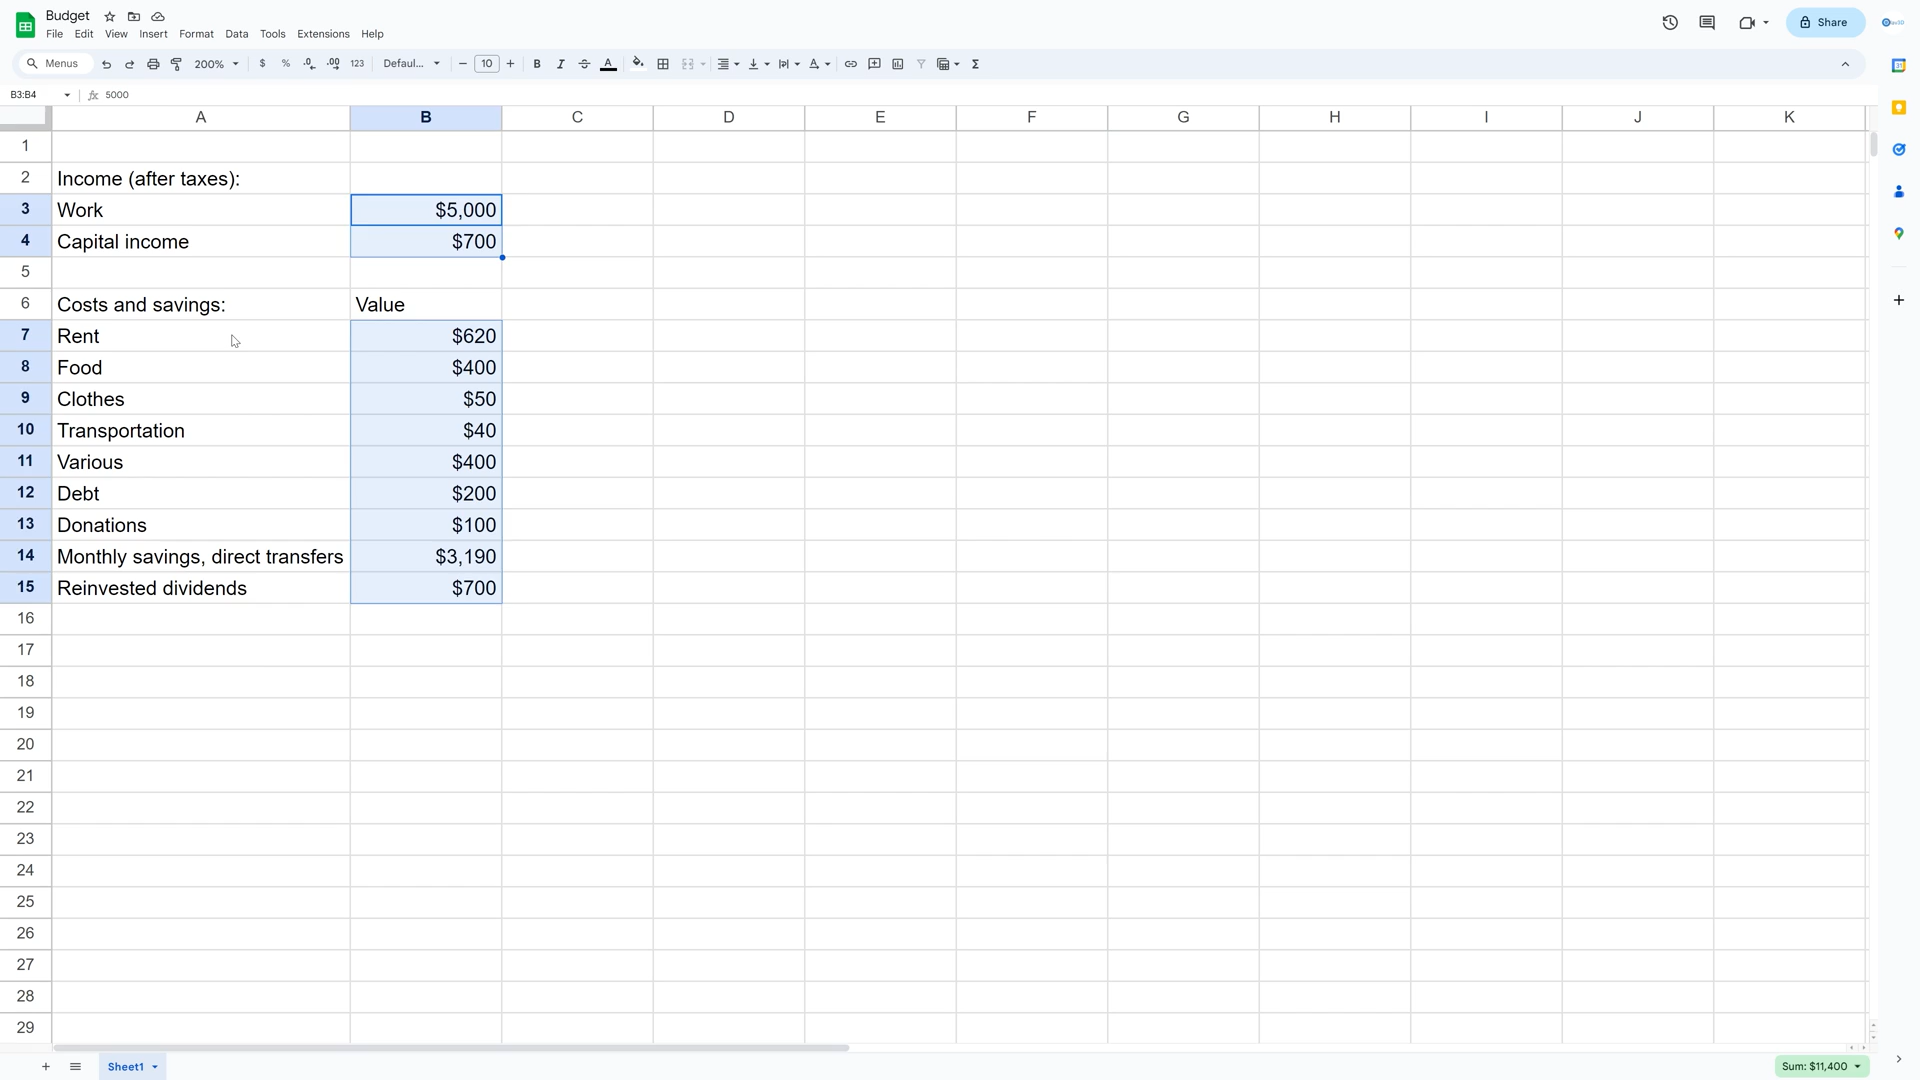 Budget
File Edit View Insert Format Data Tools Extensions Help
Share
Menus 200% $ % .0 .00 123 Defaul... − 10 + B I A Σ
B3:B4 fx 5000
A B C D E F G H I J K
1
2 Income (after taxes):
3 Work $5,000
4 Capital income $700
5
6 Costs and savings: Value
7 Rent $620
8 Food $400
9 Clothes $50
10 Transportation $40
11 Various $400
12 Debt $200
13 Donations $100
14 Monthly savings, direct transfers $3,190
15 Reinvested dividends $700
16
17
18
19
20
21
22
23
24
25
26
27
28
29
Sheet1
Sum: $11,400